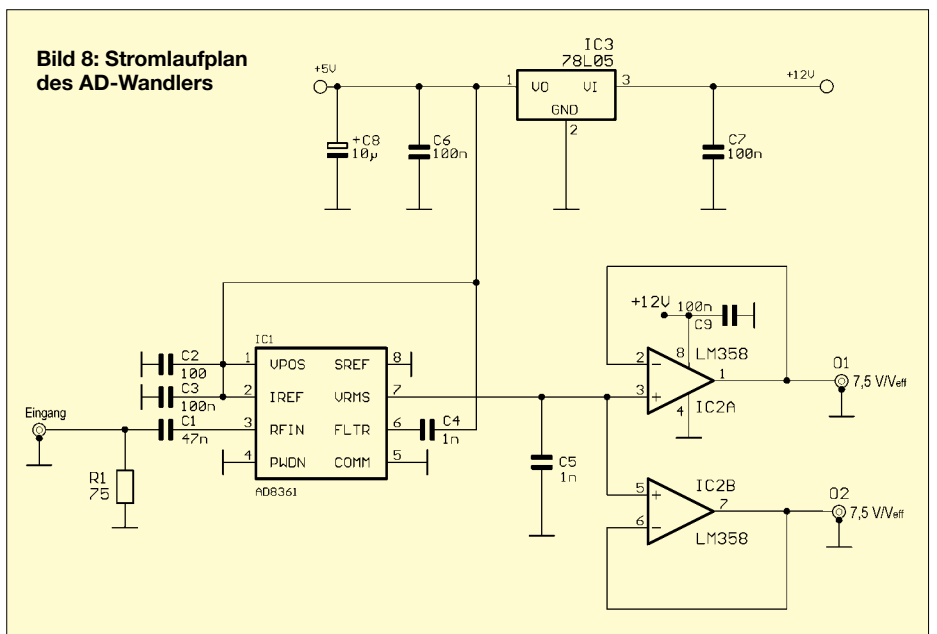 Bild 8: Stromlaufplan
des AD-Wandlers
IC3
78L05
+5V
1
VO
VI
3
+12V
GND
2
+C8
10µ
C6
100n
C7
100n
IC1
C2
100
1
VPOS
SREF
8
C3
100n
2
IREF
VRMS
7
Eingang
C1
47n
3
RFIN
FLTR
6
C4
1n
4
PWDN
COMM
5
R1
75
AD8361
C5
1n
+12V
100n
C9
8
LM358
2
3
1
4
IC2A
O1
7,5 V/Veff
IC2B
5
6
7
LM358
O2
7,5 V/Veff